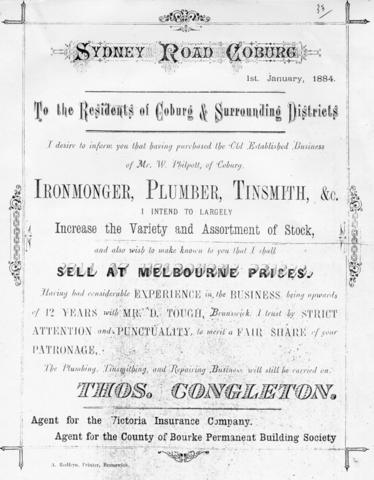 38
SYDNEY ROAD COBURG
1st. January, 1884.
To the Residents of Coburg & Surrounding Districts
I desire to inform you that having purchased the Old Established Business
of Mr. W. Philpott, of Coburg.
IRONMONGER, PLUMBER, TINSMITH, &c.
I INTEND TO LARGELY
Increase the Variety and Assortment of Stock,
and also wish to make known to you that I shall
SELL AT MELBOURNE PRICES.
Having had considerable EXPERIENCE in the BUSINESS, being upwards
of 12 YEARS with MR. D. TOUGH, Brunswick. I trust by STRICT
ATTENTION and PUNCTUALITY, to merit a FAIR SHARE of your
PATRONAGE,
The Plumbing, Tinsmithing, and Repairing Business will still be carried on.
THOS. CONGLETON.
Agent for the Victoria Insurance Company.
Agent for the County of Bourke Permanent Building Society
Printer, Brunswick.